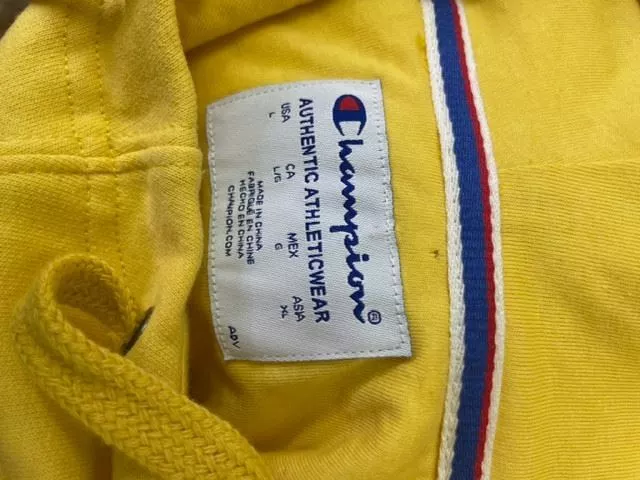 Champion®
AUTHENTIC ATHLETICWEAR
USA CA MEX ASIA
L L/G G XL
MADE IN CHINA
FABRIQUÉ EN CHINE
HECHO EN CHINA
CHAMPION.COM
ADV